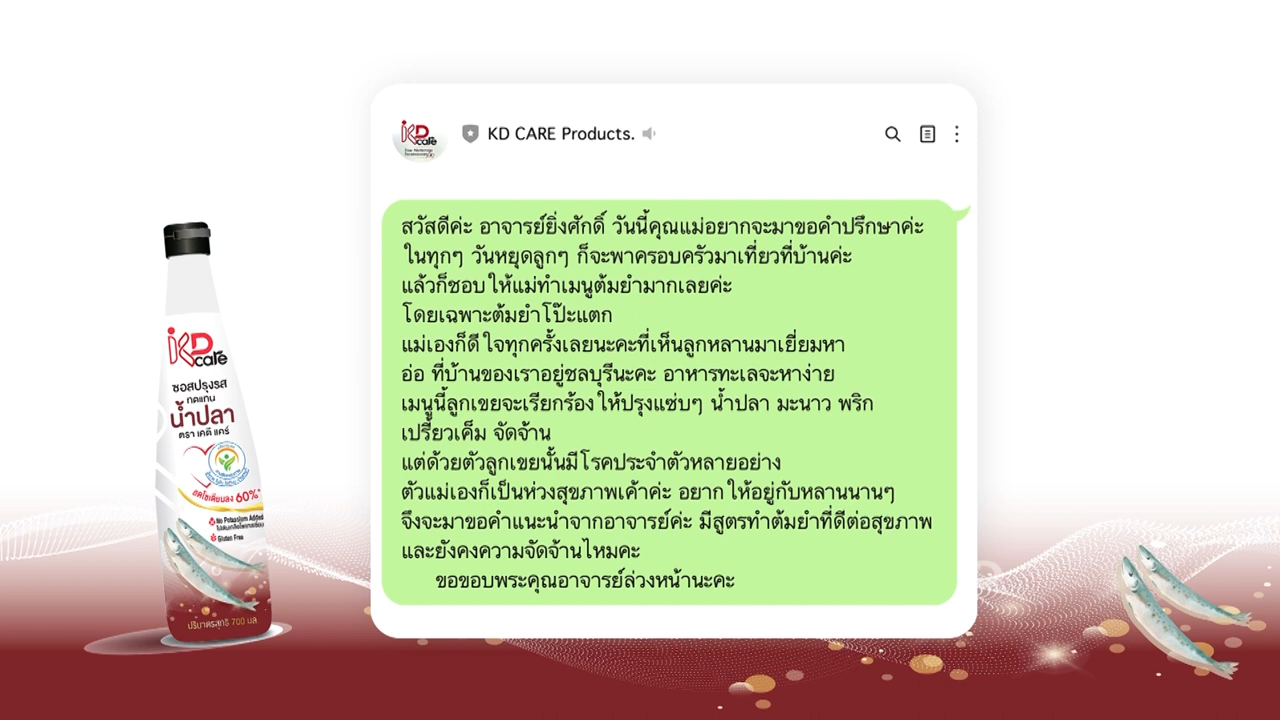 KD care
KD CARE Products.
สวัสดีค่ะ อาจารย์ยิ่งศักดิ์ วันนี้คุณแม่อยากจะมาขอคำปรึกษาค่ะ
ในทุกๆ วันหยุดลูกๆ ก็จะพาครอบครัวมาเที่ยวที่บ้านค่ะ
แล้วก็ชอบให้แม่ทำเมนูต้มยำมากเลยค่ะ
โดยเฉพาะต้มยำโป๊ะแตก
แม่เองก็ดีใจทุกครั้งเลยนะคะที่เห็นลูกหลานมาเยี่ยมหา
อ่อ ที่บ้านของเราอยู่ชลบุรีนะคะ อาหารทะเลจะหาง่าย
เมนูนี้ลูกเขยจะเรียกร้องให้ปรุงแซ่บๆ น้ำปลา มะนาว พริก
เปรี้ยวเค็ม จัดจ้าน
แต่ด้วยตัวลูกเขยนั้นมีโรคประจำตัวหลายอย่าง
ตัวแม่เองก็เป็นห่วงสุขภาพเค้าค่ะ อยากให้อยู่กับหลานนานๆ
จึงจะมาขอคำแนะนำจากอาจารย์ค่ะ มีสูตรทำต้มยำที่ดีต่อสุขภาพ
และยังคงความจัดจ้านไหมคะ
ขอขอบพระคุณอาจารย์ล่วงหน้านะคะ
KD care
ซอสปรุงรส
ทดแทน
น้ำปลา
ตรา เคดี แคร์
ลดโซเดียมลง 60%*
No Potassium Added
Gluten Free
ปริมาตรสุทธิ 700 มล.